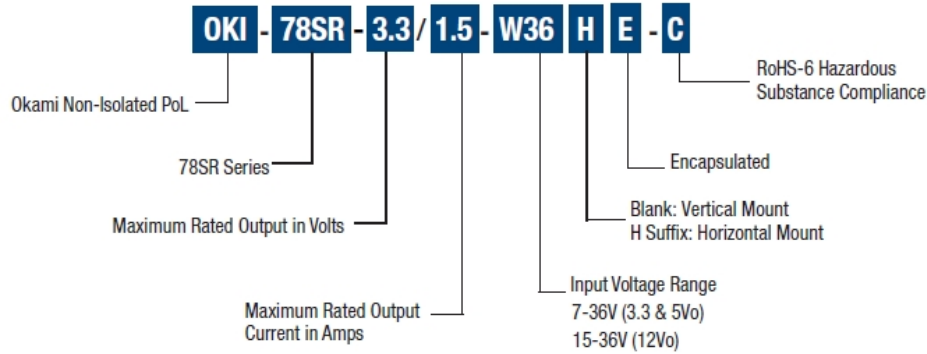 OKI - 78SR - 3.3 / 1.5 - W36 H E - C
RoHS-6 Hazardous
Substance Compliance
Okami Non-Isolated PoL
Encapsulated
78SR Series
Blank: Vertical Mount
H Suffix: Horizontal Mount
Maximum Rated Output in Volts
Input Voltage Range
7-36V (3.3 & 5Vo)
15-36V (12Vo)
Maximum Rated Output
Current in Amps